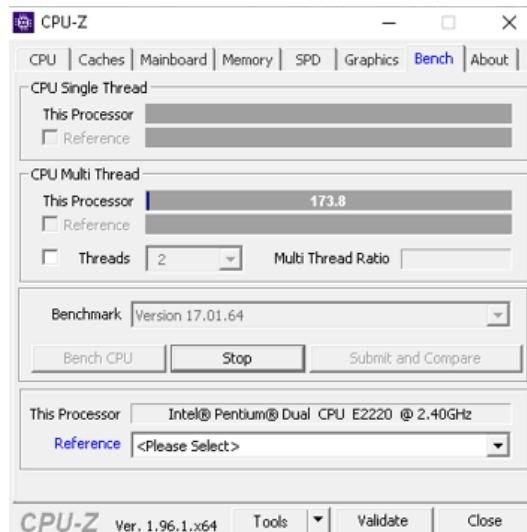 CPU-Z
CPU Caches Mainboard Memory SPD Graphics Bench About
CPU Single Thread
This Processor
Reference
CPU Multi Thread
This Processor 173.8
Reference
Threads 2 Multi Thread Ratio
Benchmark Version 17.01.64
Bench CPU Stop Submit and Compare
This Processor Intel® Pentium® Dual CPU E2220 @ 2.40GHz
Reference <Please Select>
CPU-Z Ver. 1.96.1.x64 Tools Validate Close